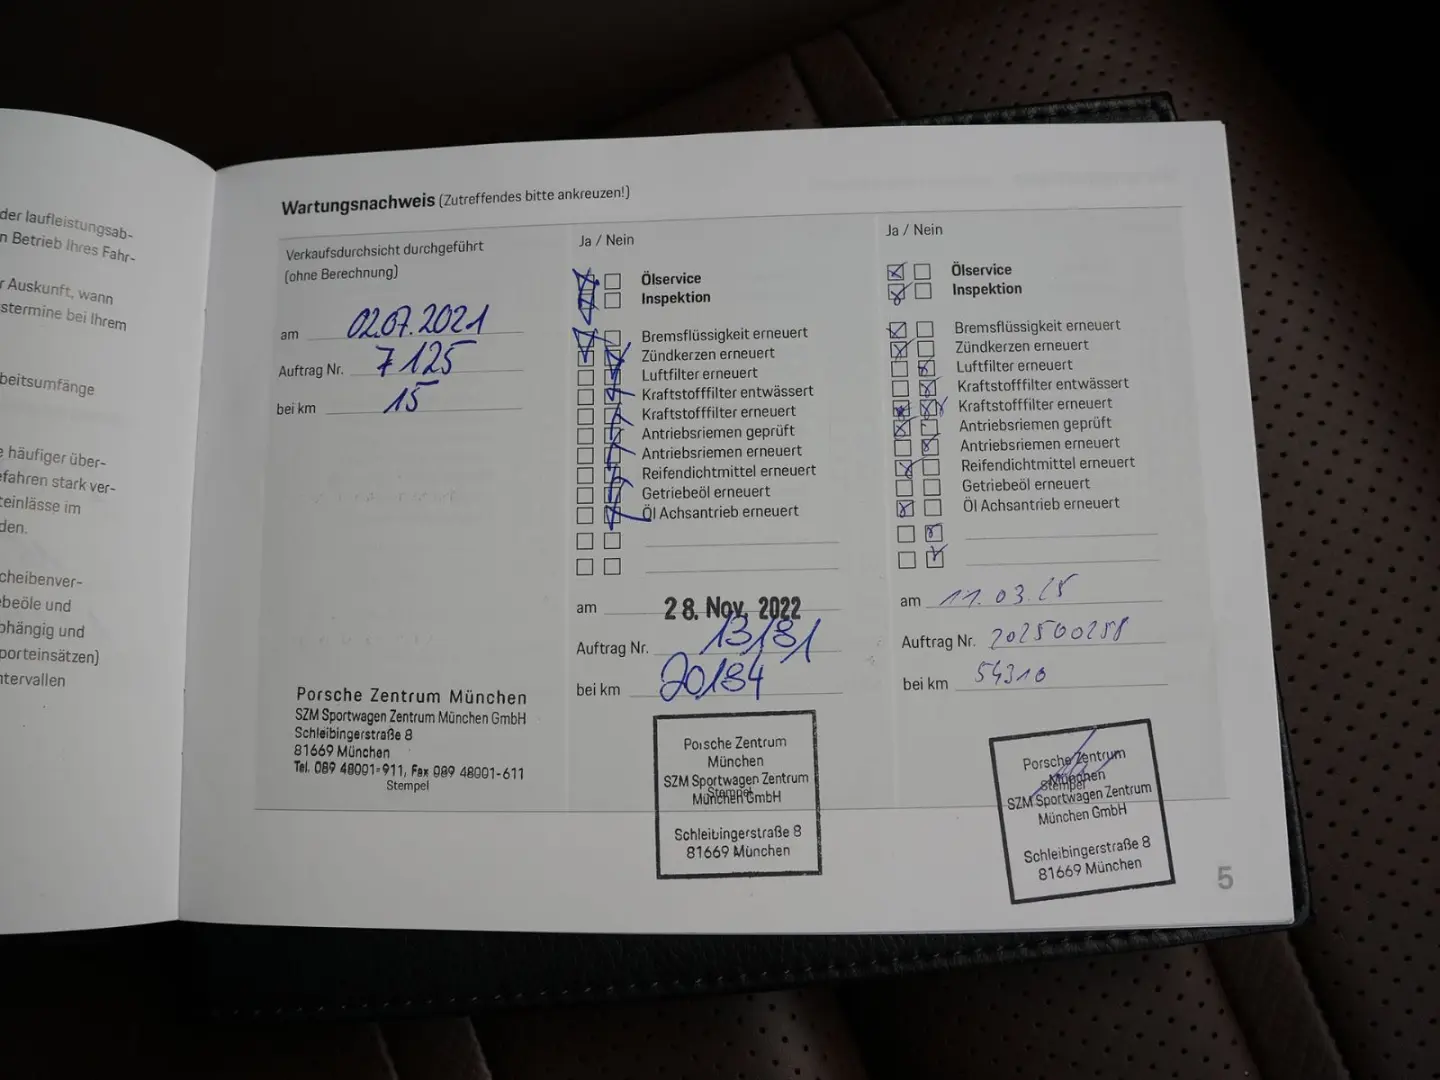 der laufleistungsab-
n Betrieb Ihres Fahr-
r Auskunft, wann
stermine bei Ihrem
beitsumfänge
e häufiger über-
efahren stark ver-
teinlässe im
den.
cheibenver-
ebeöle und
bhängig und
porteinsätzen)
ntervallen
Wartungsnachweis (Zutreffendes bitte ankreuzen!)
Verkaufsdurchsicht durchgeführt
(ohne Berechnung)
am 02.07.2021
Auftrag Nr. 7125
bei km 15
Porsche Zentrum München
SZM Sportwagen Zentrum München GmbH
Schleibingerstraße 8
81669 München
Tel. 089 48001-911, Fax 089 48001-611
Stempel
Ja / Nein
Ölservice
Inspektion
Bremsflüssigkeit erneuert
Zündkerzen erneuert
Luftfilter erneuert
Kraftstofffilter entwässert
Kraftstofffilter erneuert
Antriebsriemen geprüft
Antriebsriemen erneuert
Reifendichtmittel erneuert
Getriebeöl erneuert
Öl Achsantrieb erneuert
am 28. Nov. 2022
Auftrag Nr. 13181
bei km 20184
Porsche Zentrum
München
SZM Sportwagen Zentrum
Stempel
München GmbH
Schleibingerstraße 8
81669 München
Ja / Nein
Ölservice
Inspektion
Bremsflüssigkeit erneuert
Zündkerzen erneuert
Luftfilter erneuert
Kraftstofffilter entwässert
Kraftstofffilter erneuert
Antriebsriemen geprüft
Antriebsriemen erneuert
Reifendichtmittel erneuert
Getriebeöl erneuert
Öl Achsantrieb erneuert
am 11.03.25
Auftrag Nr. 202500258
bei km 54310
Porsche Zentrum
München
Stempel
SZM Sportwagen Zentrum
München GmbH
Schleibingerstraße 8
81669 München
5